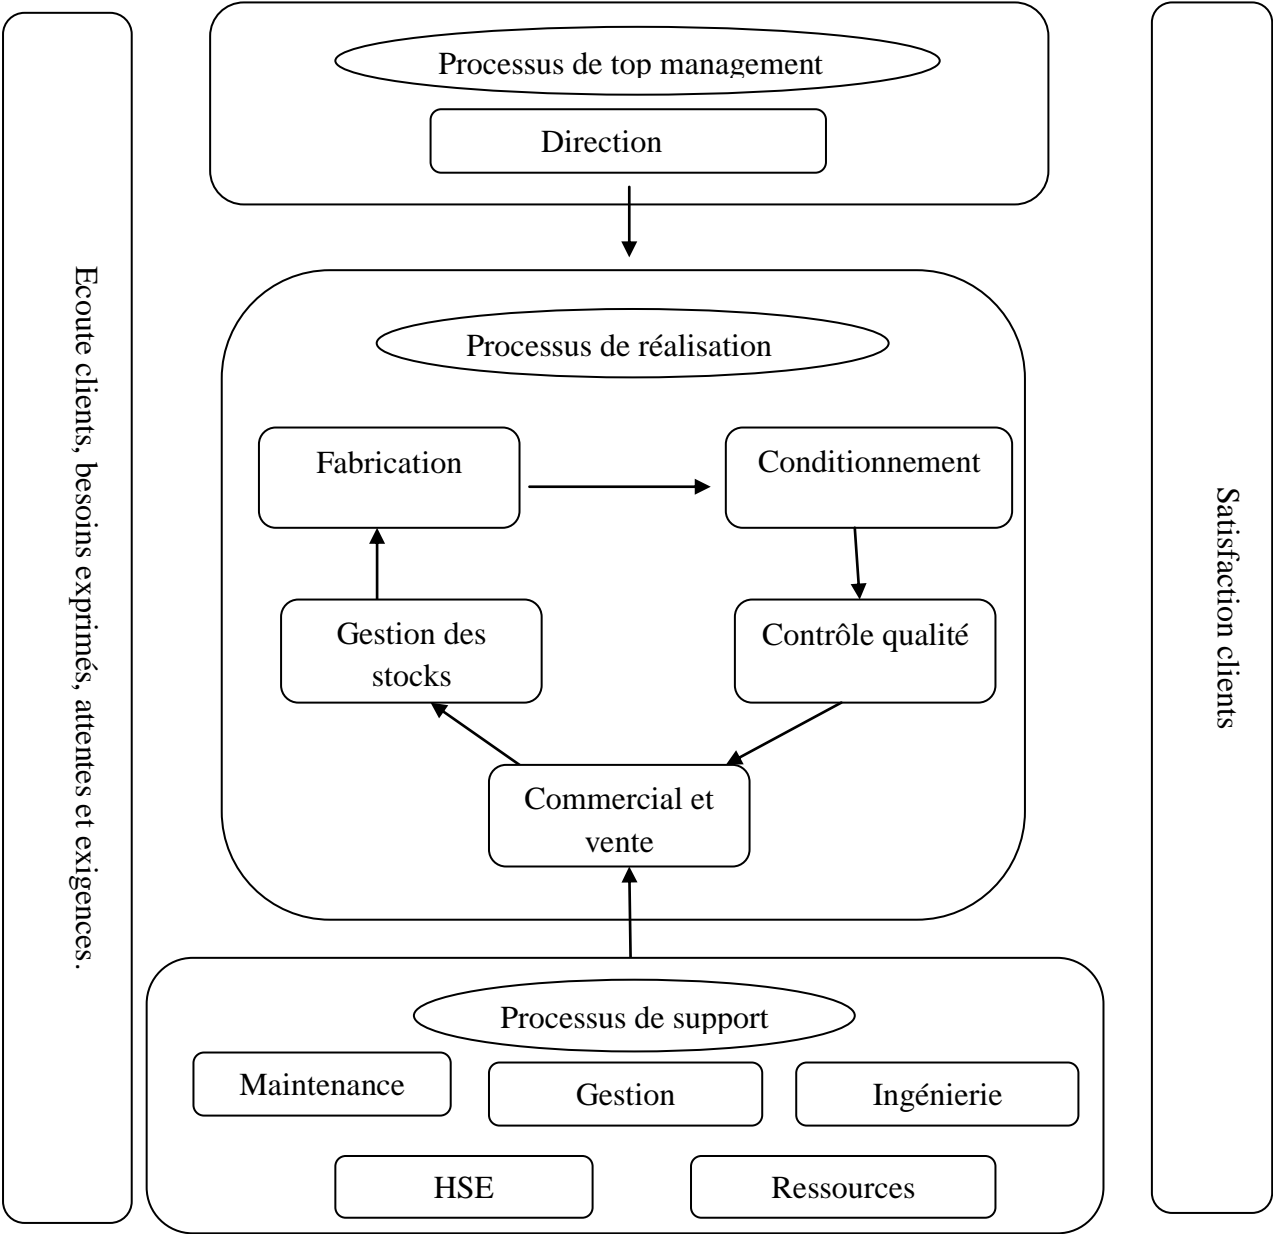 Processus de top management
Direction
Ecoute clients, besoins exprimés, attentes et exigences.
Processus de réalisation
Fabrication
Conditionnement
Gestion des
stocks
Contrôle qualité
Commercial et
vente
Satisfaction clients
Processus de support
Maintenance
Gestion
Ingénierie
HSE
Ressources